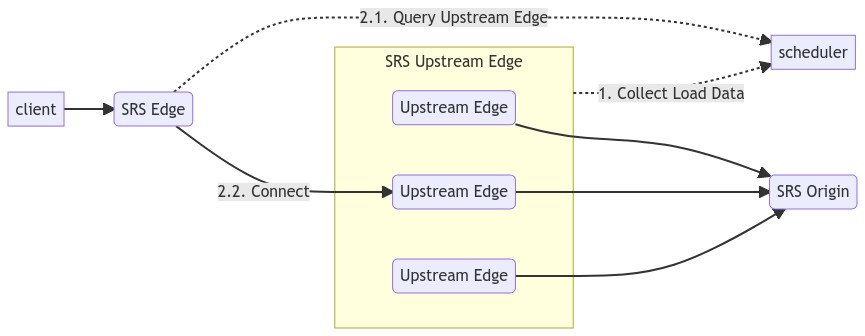 2.1. Query Upstream Edge
scheduler
SRS Upstream Edge
1. Collect Load Data
client
SRS Edge
Upstream Edge
2.2. Connect
Upstream Edge
SRS Origin
Upstream Edge